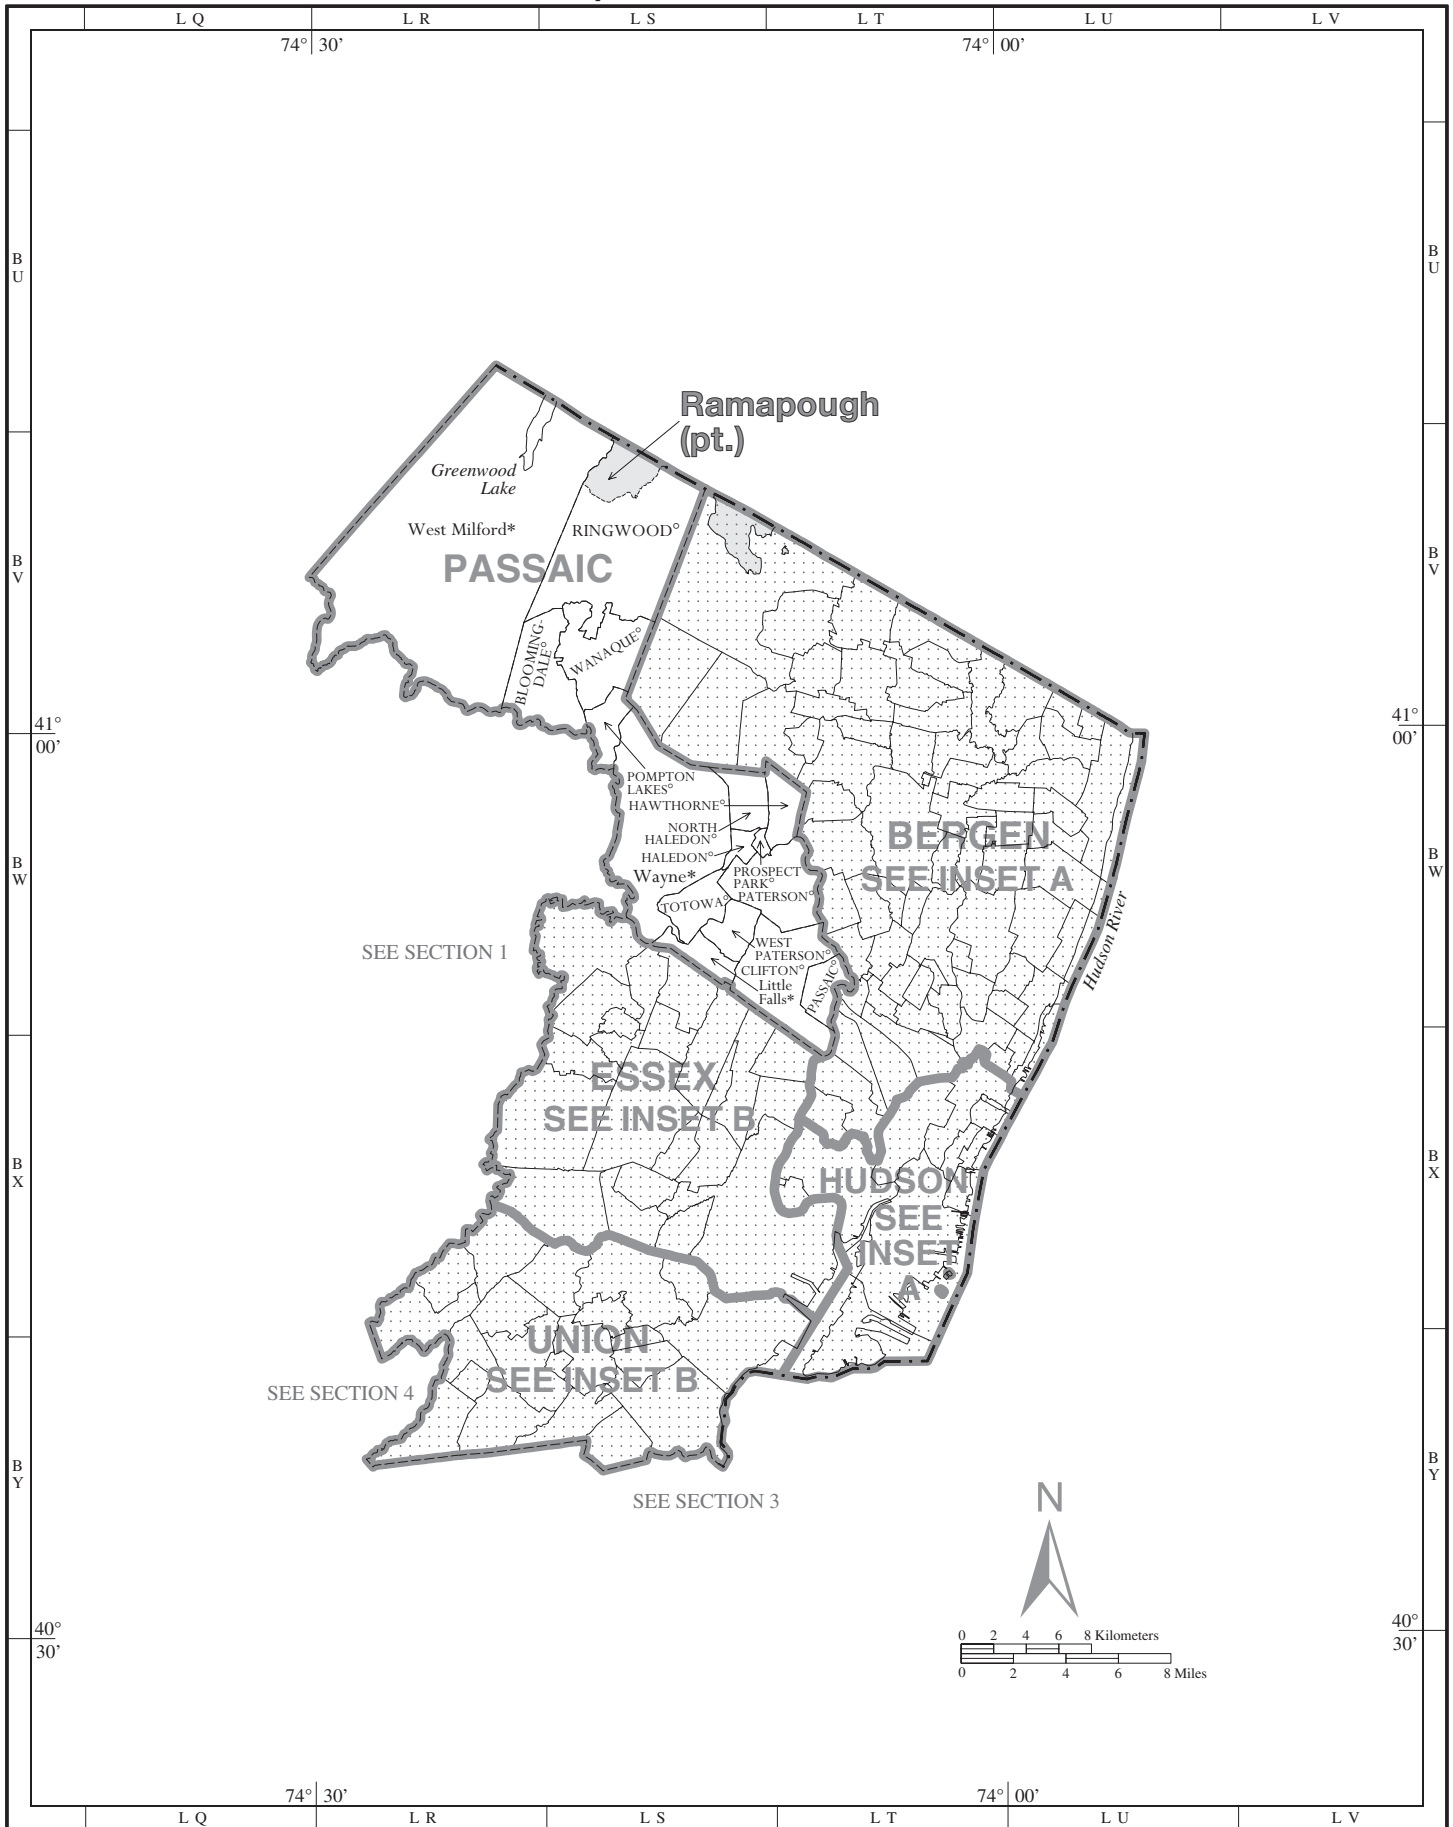 L Q L R L S L T L U L V
74° 30’ 74° 00’
B
U
B
U
Ramapough
(pt.)
Greenwood
Lake
West Milford*
RINGWOOD°
PASSAIC
B
V
B
V
BLOOMING-
DALE°
WANAQUE°
41°
00’
41°
00’
POMPTON
LAKES°
HAWTHORNE°
NORTH
HALEDON°
HALEDON°
Wayne*
PROSPECT
PARK°
PATERSON°
TOTOWA°
BERGEN
SEE INSET A
B
W
B
W
Hudson River
SEE SECTION 1
WEST
PATERSON°
CLIFTON°
Little
Falls*
PASSAIC°
ESSEX
SEE INSET B
B
X
B
X
HUDSON
SEE
INSET
A
UNION
SEE INSET B
SEE SECTION 4
B
Y
B
Y
SEE SECTION 3
N
40°
30’
40°
30’
0 2 4 6 8 Kilometers
0 2 4 6 8 Miles
74° 30’ 74° 00’
L Q L R L S L T L U L V